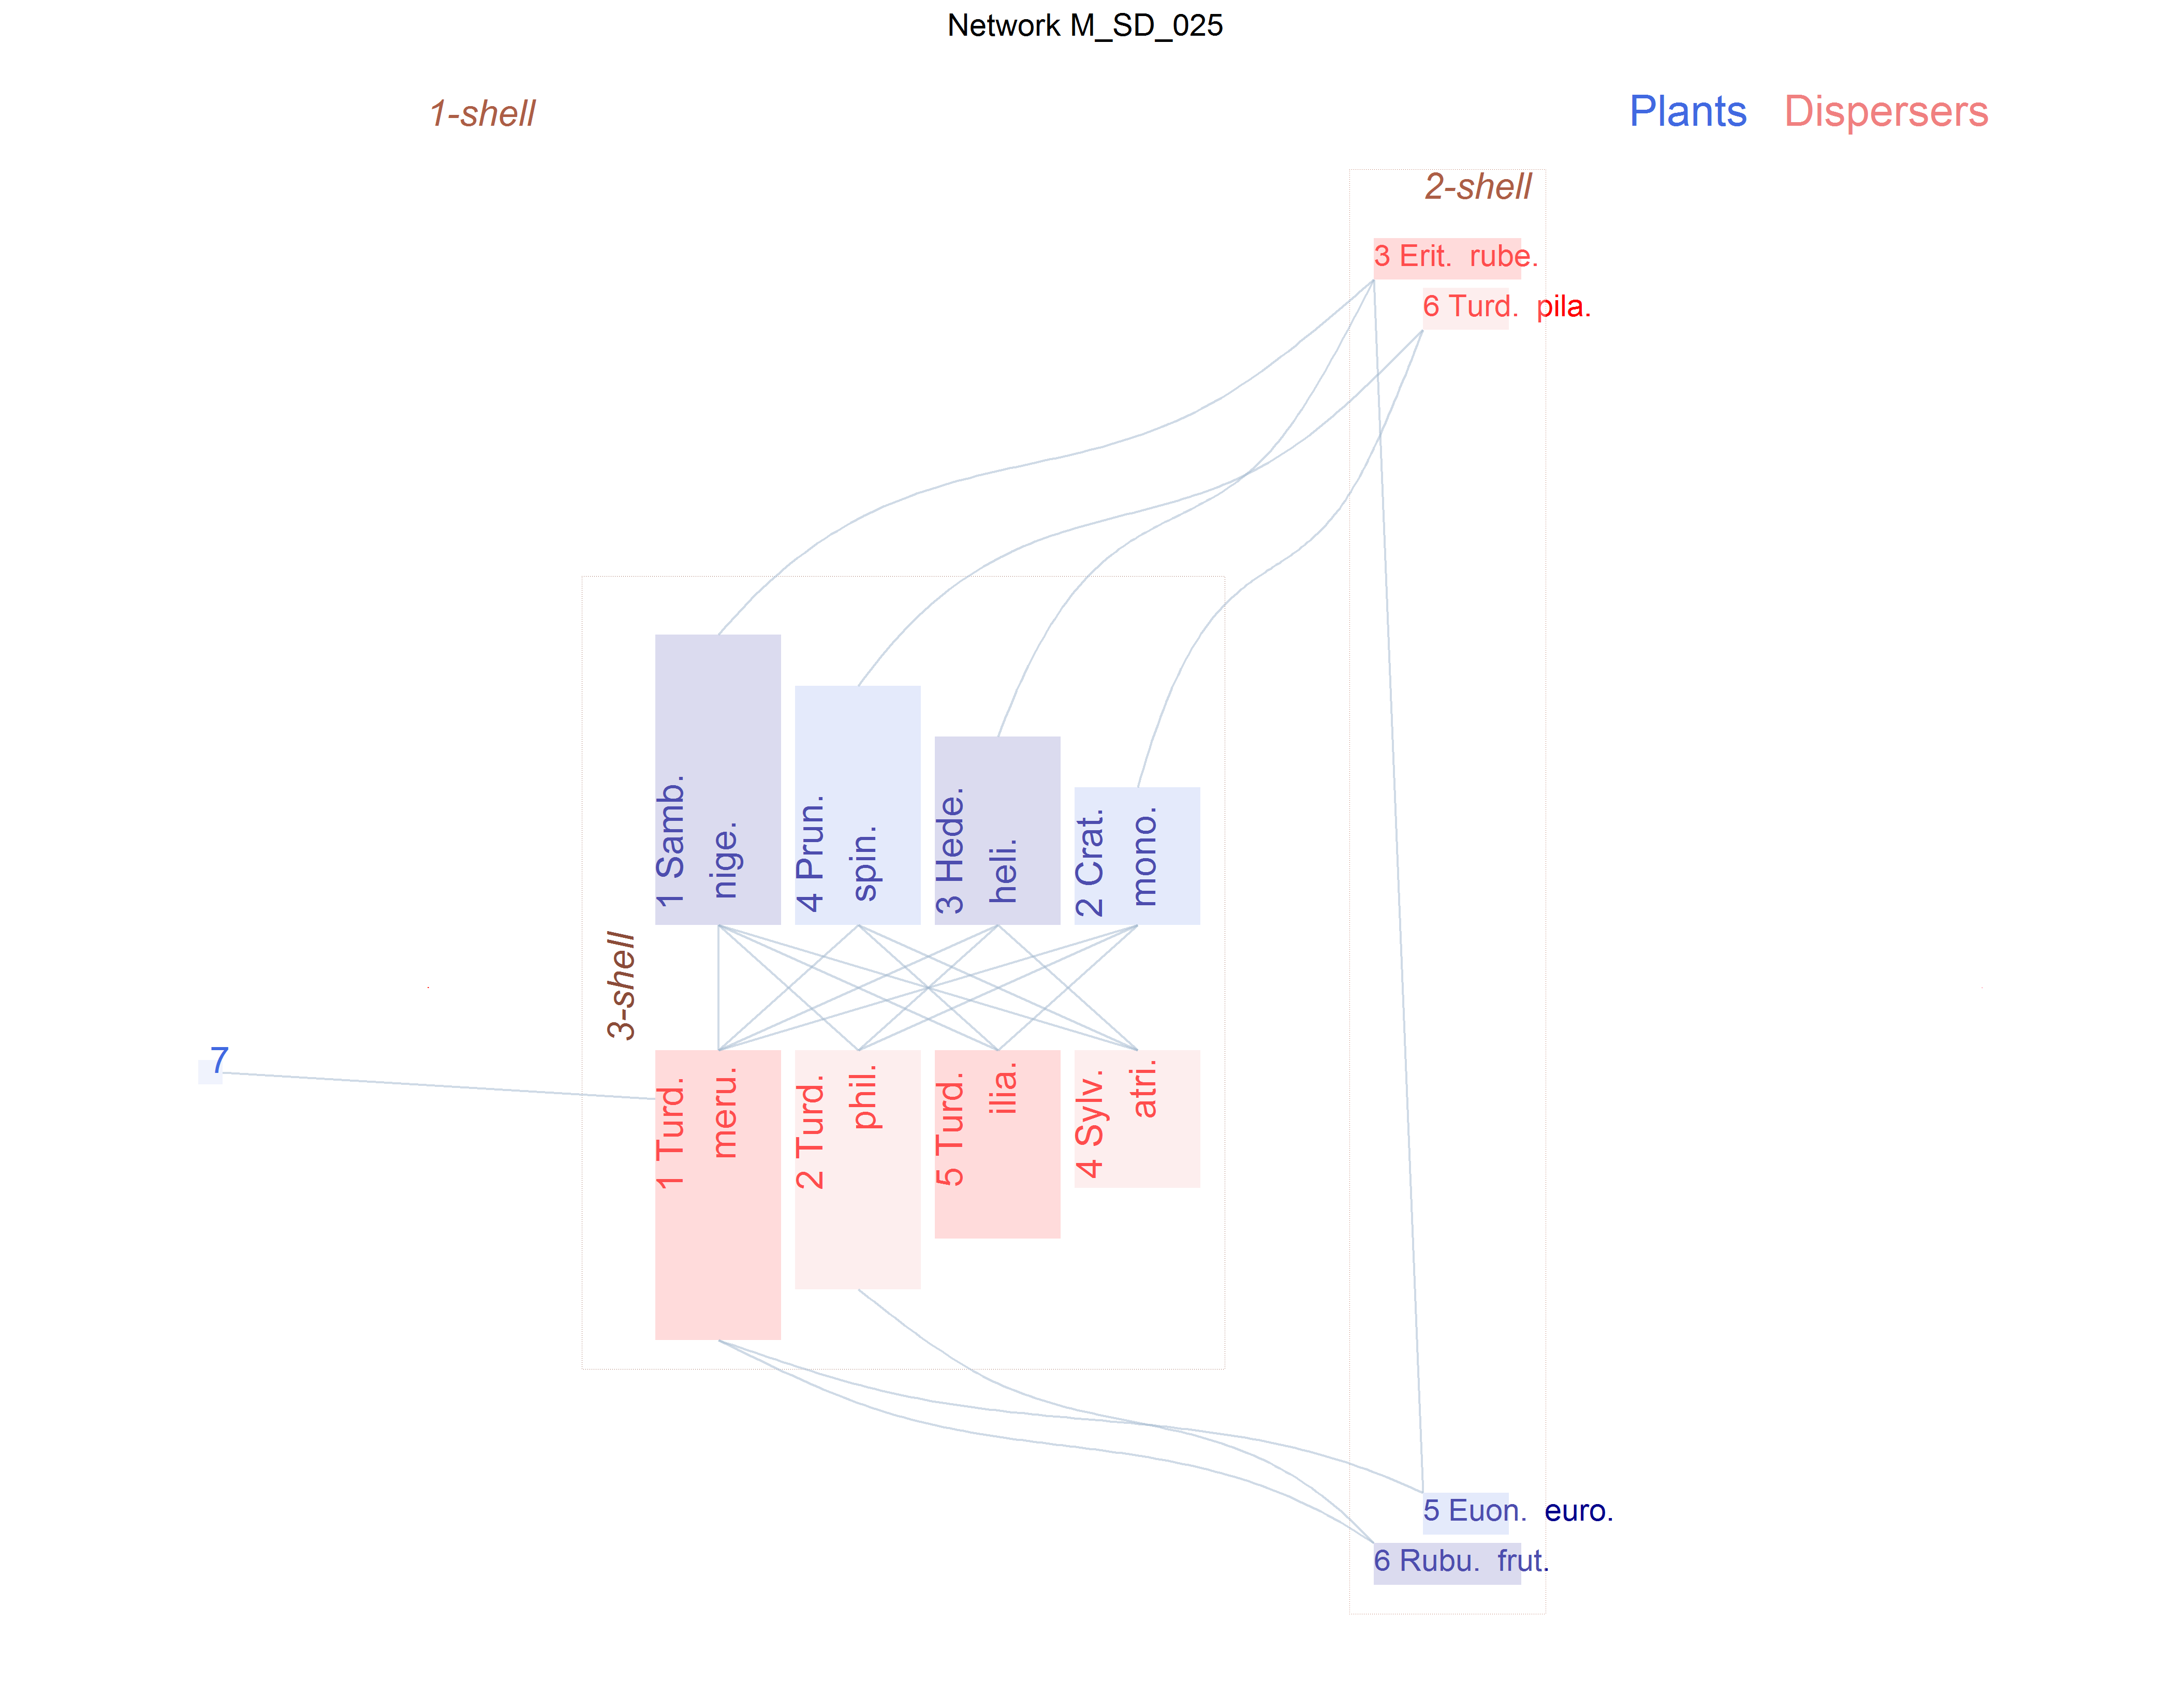 Network M_SD_025
1-shell
Plants Dispersers
2-shell
3 Erit. rube.
6 Turd. pila.
1 Samb.
nige.
4 Prun.
spin.
3 Hede.
heli.
2 Crat.
mono.
3-shell
7
1 Turd.
meru.
2 Turd.
phil.
5 Turd.
ilia.
4 Sylv.
atri.
5 Euon. euro.
6 Rubu. frut.